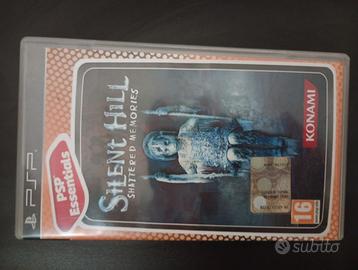 PSP
PSP
Essentials
SILENT HILL
SHATTERED MEMORIES
KONAMI
16
subito